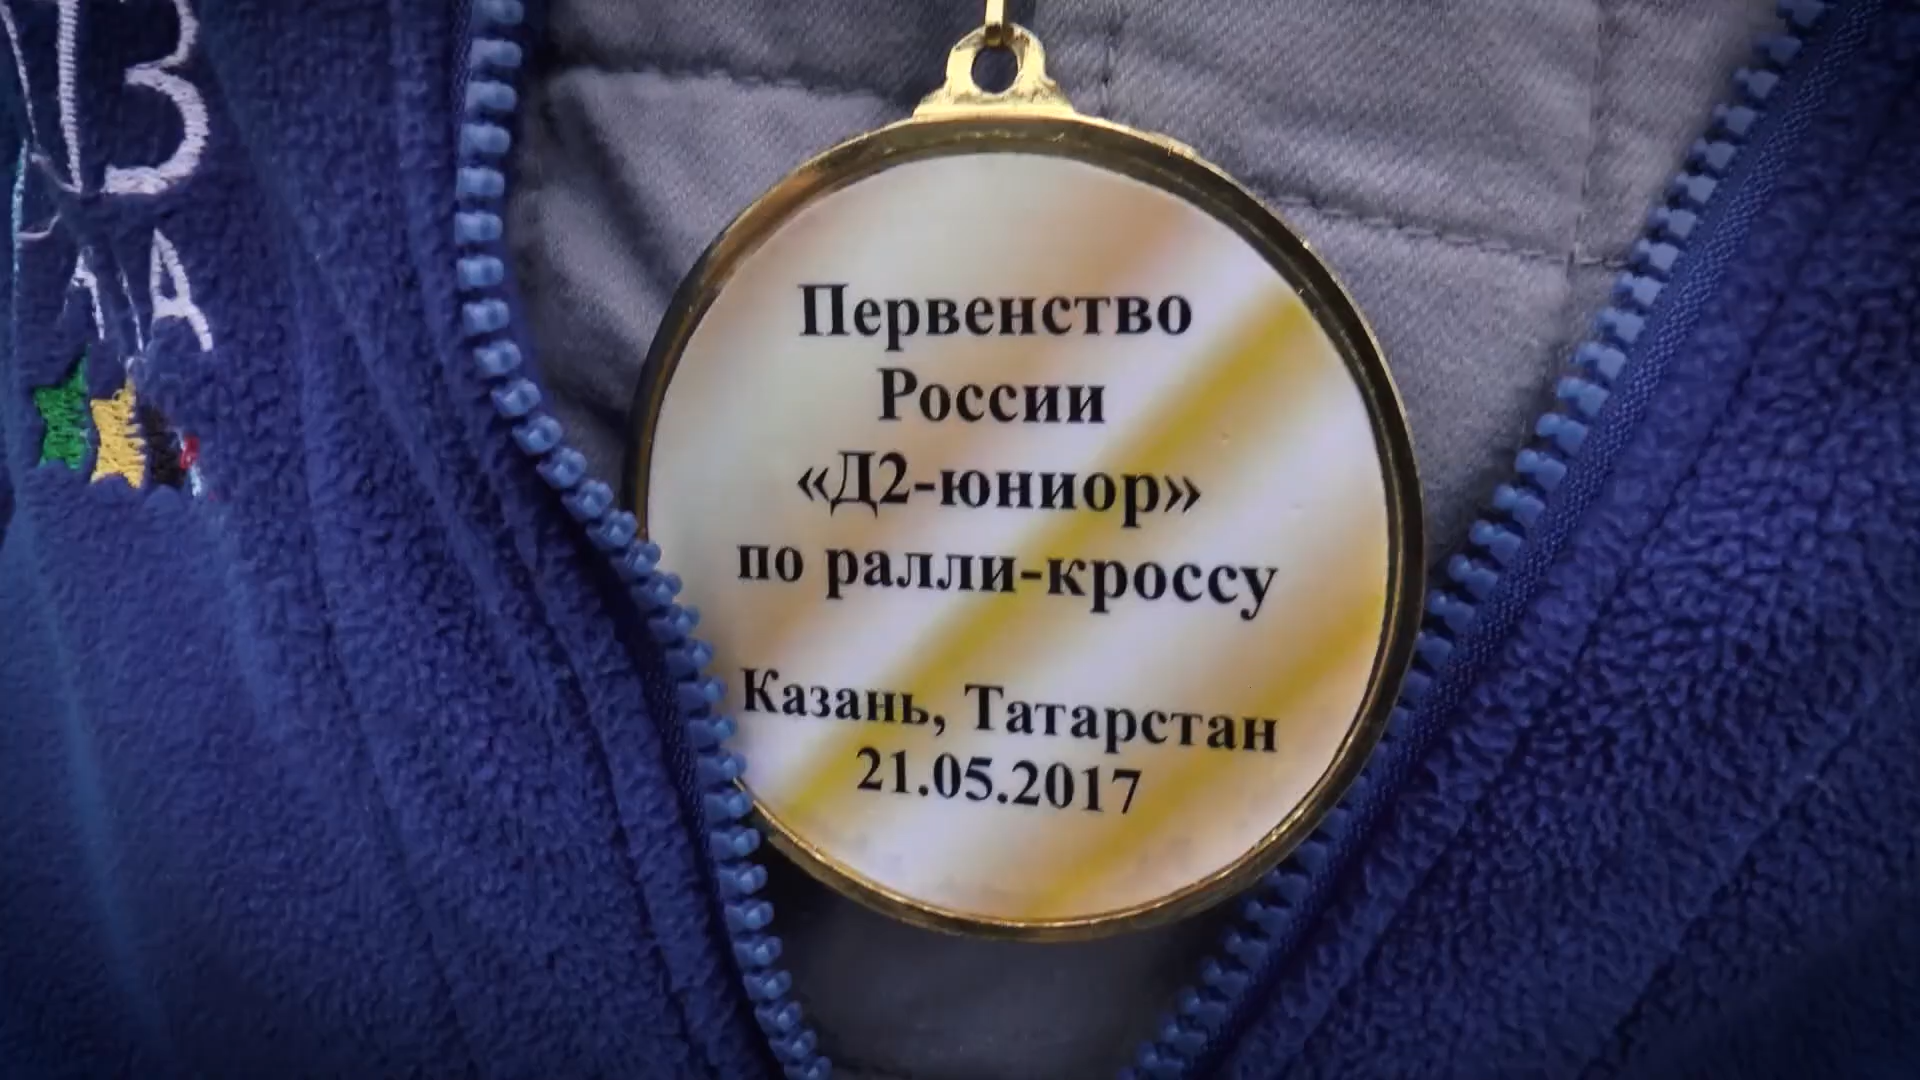 Первенство
России
«Д2-юниор»
по ралли-кроссу
Казань, Татарстан
21.05.2017